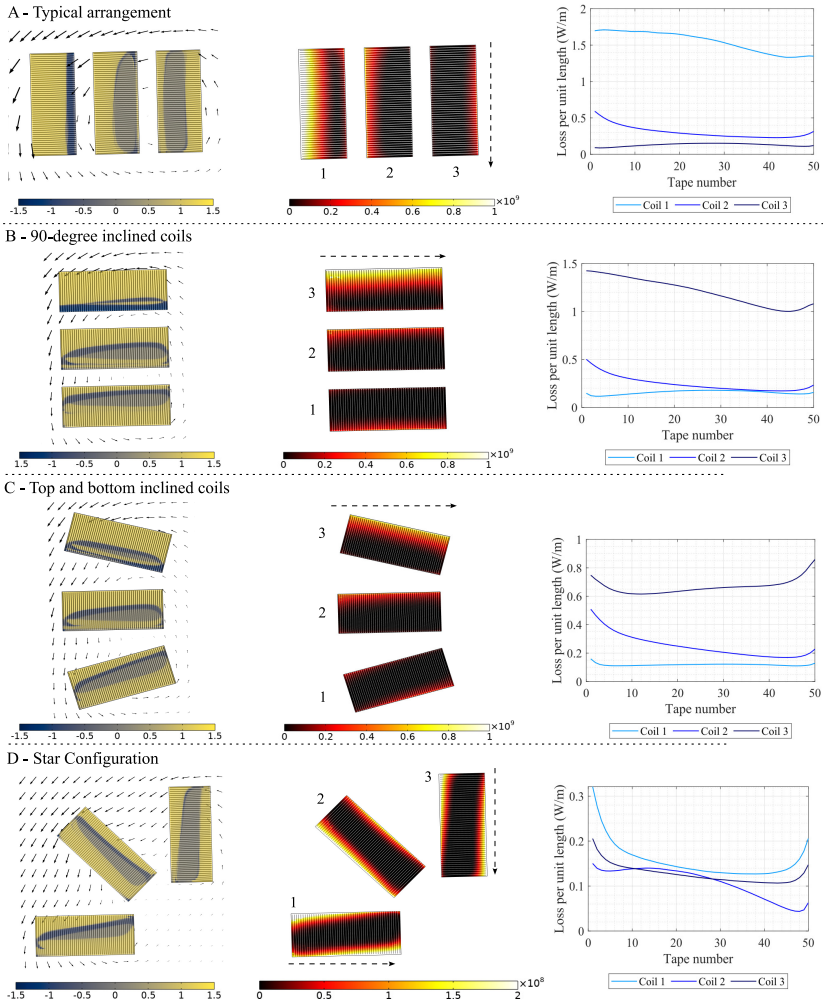 A - Typical arrangement
1 2 3
-1.5 -0.5 0 0.5 1 1.5
0 0.2 0.4 0.6 0.8 1
×10⁹
Loss per unit length (W/m)
2
1.5
1
0.5
0
0 10 20 30 40 50
Tape number
Coil 1 Coil 2 Coil 3
B - 90-degree inclined coils
3
2
1
1.5 -1 -0.5 0 0.5 1 1.5
0 0.2 0.4 0.6 0.8 1
×10⁹
Loss per unit length (W/m)
1.5
1
0.5
0
0 10 20 30 40 50
Tape number
Coil 1 Coil 2 Coil 3
C - Top and bottom inclined coils
3
2
1
-1.5 -1 -0.5 0 0.5 1 1.5
0 0.2 0.4 0.6 0.8 1
×10⁹
Loss per unit length (W/m)
1
0.8
0.6
0.4
0.2
0
0 10 20 30 40 50
Tape number
Coil 1 Coil 2 Coil 3
D - Star Configuration
3
2
1
-1.5 -1 -0.5 0 0.5 1 1.5
0 0.5 1 1.5 2
×10⁸
Loss per unit length (W/m)
0.3
0.2
0.1
0
0 10 20 30 40 50
Tape number
Coil 1 Coil 2 Coil 3